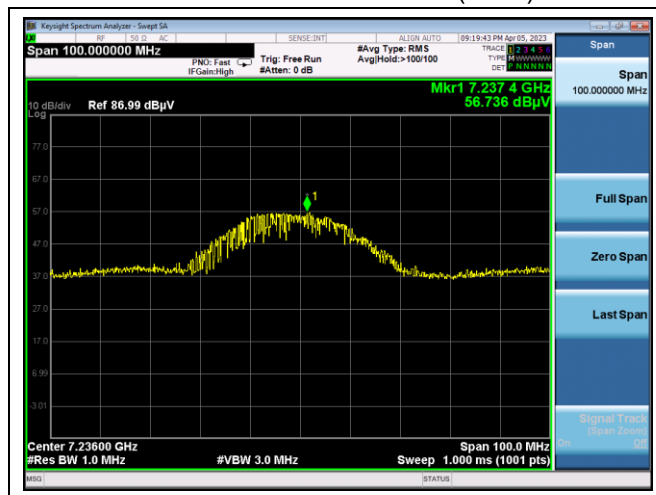 Keysight Spectrum Analyzer - Swept SA
RF 50 Ω AC SENSE:INT ALIGN AUTO 09:19:43 PM Apr 05, 2023
Span 100.000000 MHz
PNO: Fast
IFGain:High
Trig: Free Run
#Atten: 0 dB
#Avg Type: RMS
Avg|Hold:>100/100
TRACE 1 2 3 4 5 6
TYPE M WWWWW
DET P NNNNN
Span
Span
100.000000 MHz
Mkr1 7.237 4 GHz
56.736 dBµV
10 dB/div Ref 86.99 dBµV
Log
77.0
67.0
1
57.0
47.0
37.0
27.0
17.0
6.99
-3.01
Full Span
Zero Span
Last Span
Signal Track
(Span Zoom)
On Off
Center 7.23600 GHz Span 100.0 MHz
#Res BW 1.0 MHz #VBW 3.0 MHz Sweep 1.000 ms (1001 pts)
MSG STATUS